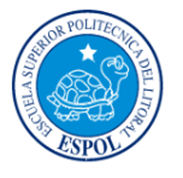 ESCUELA SUPERIOR POLITECNICA DEL LITORAL
ESPOL